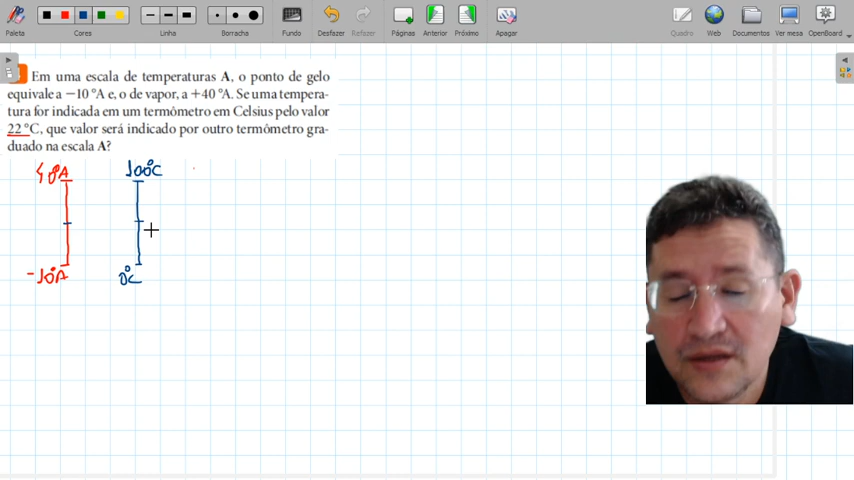 Paleta
Cores
Linha
Borracha
Fundo
Desfazer
Refazer
Páginas
Anterior
Próximo
Apagar
Quadro
Web
Documentos
Ver mesa
OpenBoard
Em uma escala de temperaturas A, o ponto de gelo
equivale a −10 °A e, o de vapor, a +40 °A. Se uma tempera-
tura for indicada em um termômetro em Celsius pelo valor
22 °C, que valor será indicado por outro termômetro gra-
duado na escala A?
40°A 100°C
-10°A 0°C